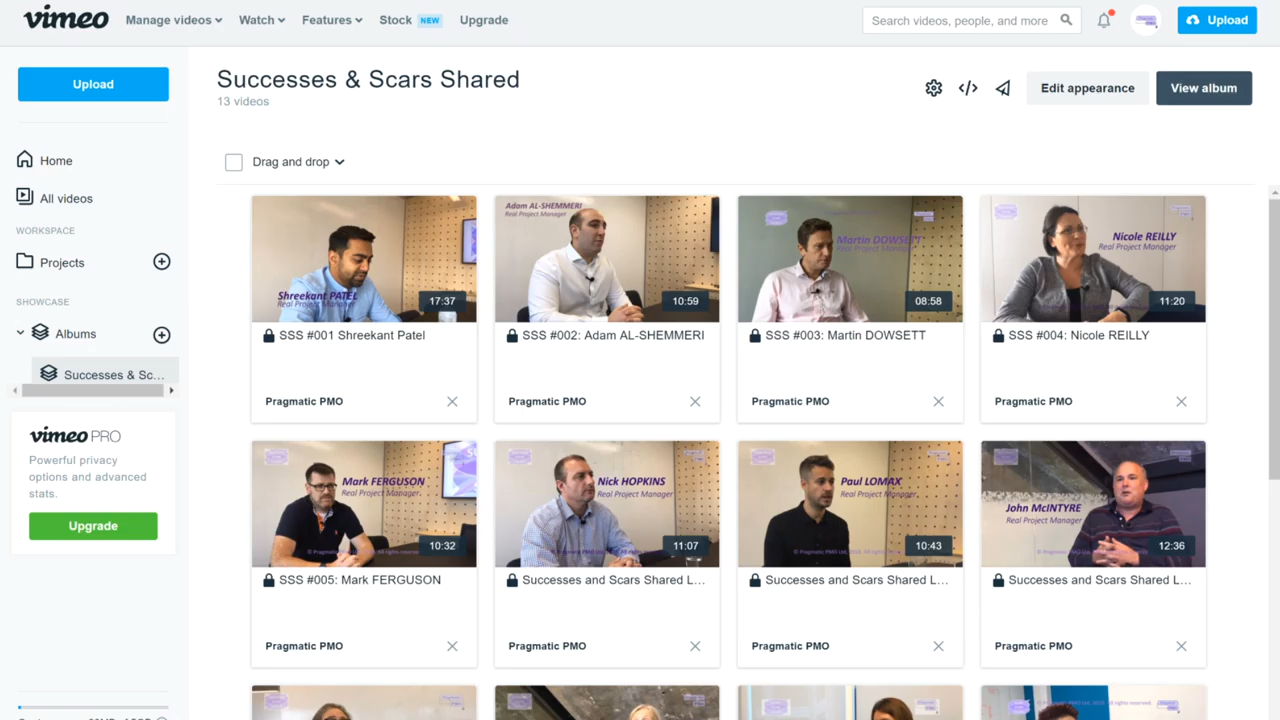 vimeo
Manage videos Watch Features Stock NEW Upgrade
Search videos, people, and more
Upload
Upload
Successes & Scars Shared
13 videos
Edit appearance
View album
Drag and drop
Home
All videos
WORKSPACE
Projects
SHOWCASE
Albums
Successes & Sc...
vimeo PRO
Powerful privacy
options and advanced
stats.
Upgrade
Shreekant PATEL
Real Project Manager
17:37
SSS #001 Shreekant Patel
Pragmatic PMO
Adam AL-SHEMMERI
Real Project Manager
10:59
SSS #002: Adam AL-SHEMMERI
Pragmatic PMO
Martin DOWSETT
Real Project Manager
08:58
SSS #003: Martin DOWSETT
Pragmatic PMO
Nicole REILLY
Real Project Manager
11:20
SSS #004: Nicole REILLY
Pragmatic PMO
Mark FERGUSON
Real Project Manager
10:32
SSS #005: Mark FERGUSON
Pragmatic PMO
Nick HOPKINS
Real Project Manager
11:07
Successes and Scars Shared L...
Pragmatic PMO
Paul LOMAX
Real Project Manager
10:43
Successes and Scars Shared L...
Pragmatic PMO
John McINTYRE
Real Project Manager
12:36
Successes and Scars Shared L...
Pragmatic PMO